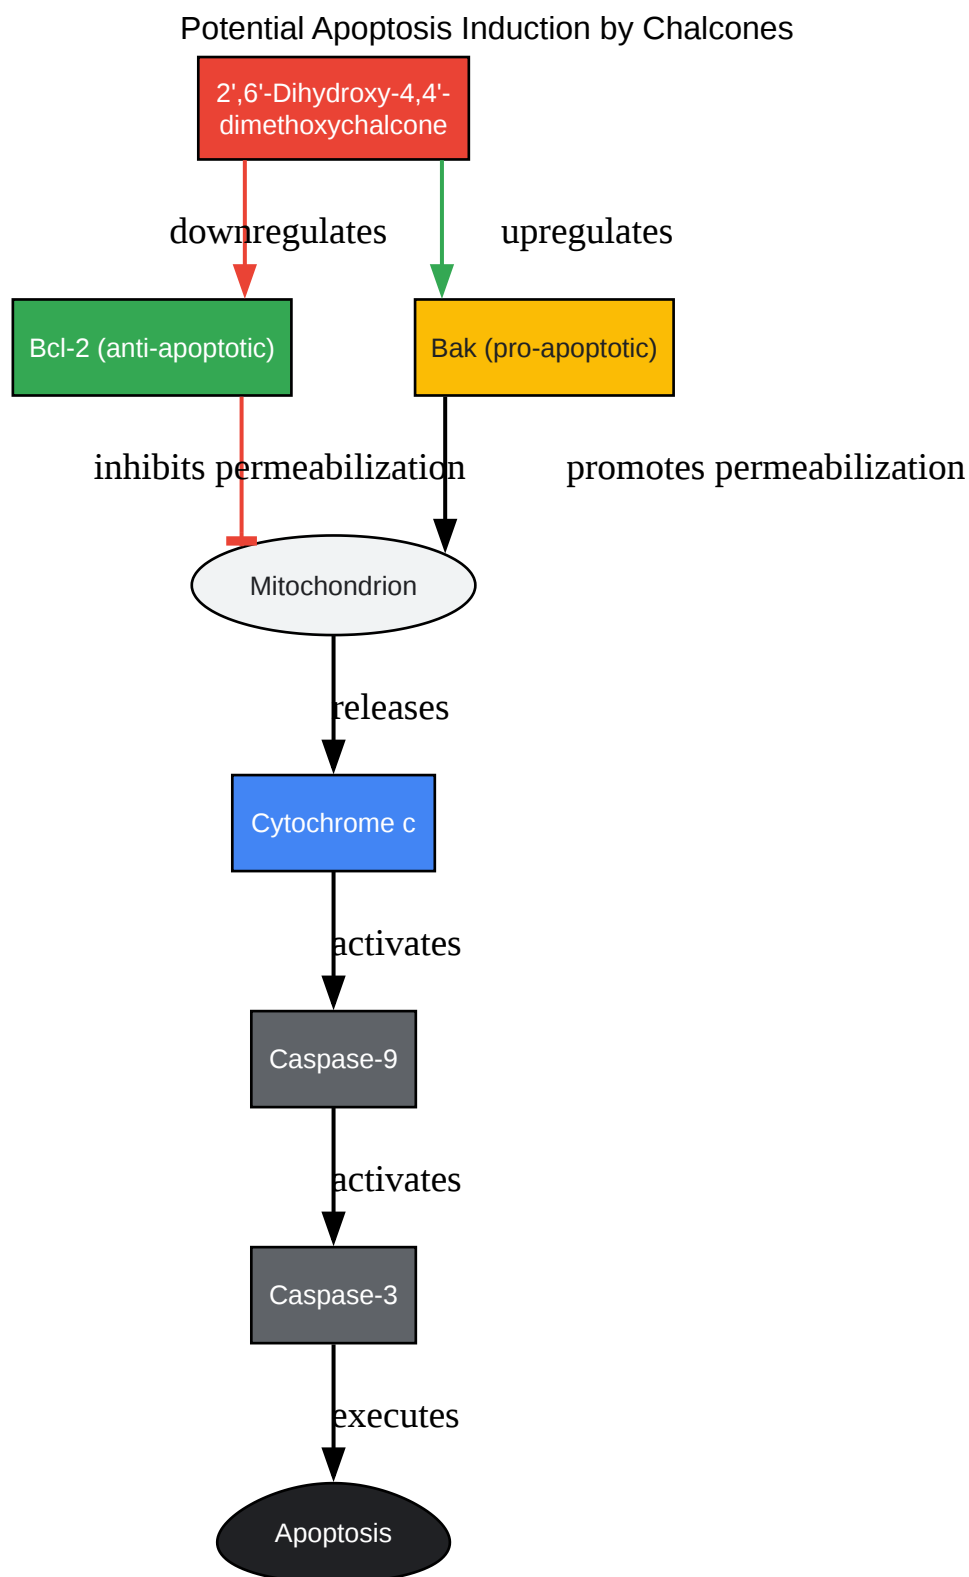 Potential Apoptosis Induction by Chalcones
2',6'-Dihydroxy-4,4'-
dimethoxychalcone
downregulates
upregulates
Bcl-2 (anti-apoptotic)
Bak (pro-apoptotic)
inhibits permeabilization
promotes permeabilization
Mitochondrion
releases
Cytochrome c
activates
Caspase-9
activates
Caspase-3
executes
Apoptosis